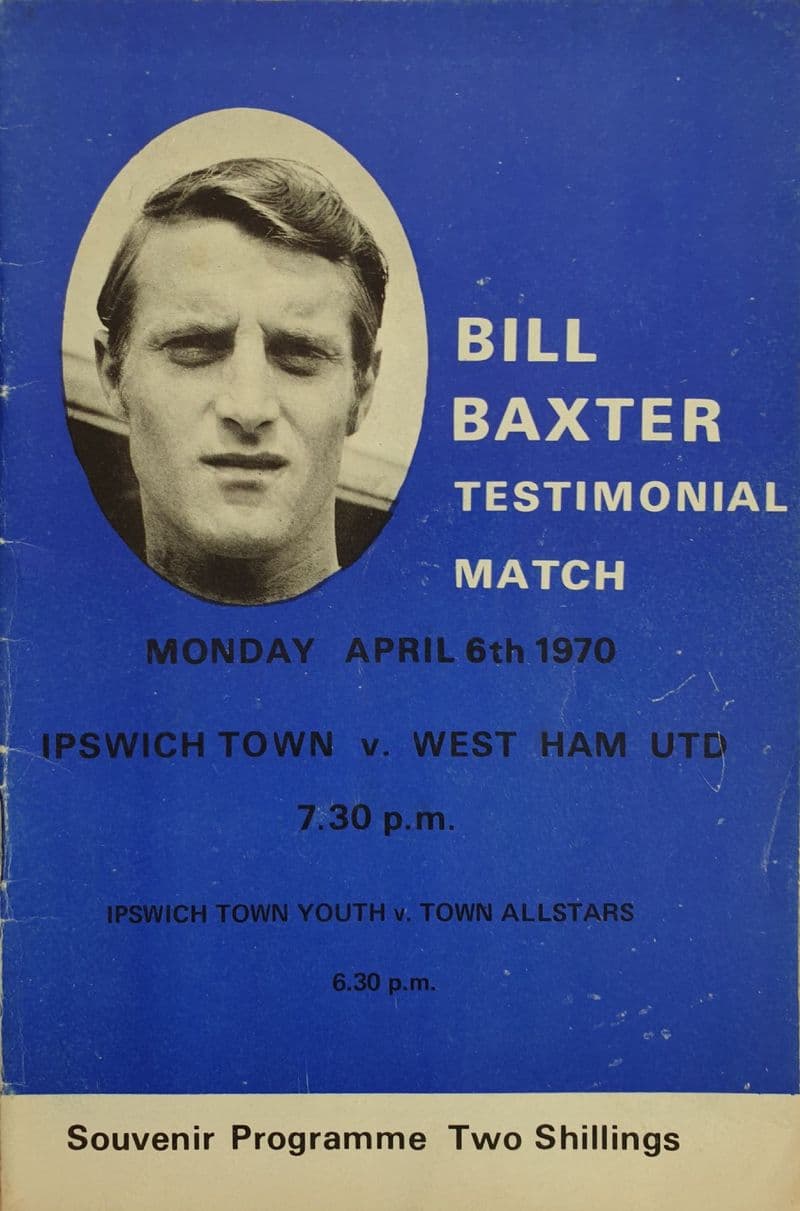 BILL
BAXTER
TESTIMONIAL
MATCH
MONDAY APRIL 6th 1970
IPSWICH TOWN v. WEST HAM UTD
7.30 p.m.
IPSWICH TOWN YOUTH v. TOWN ALLSTARS
6.30 p.m.
Souvenir Programme Two Shillings